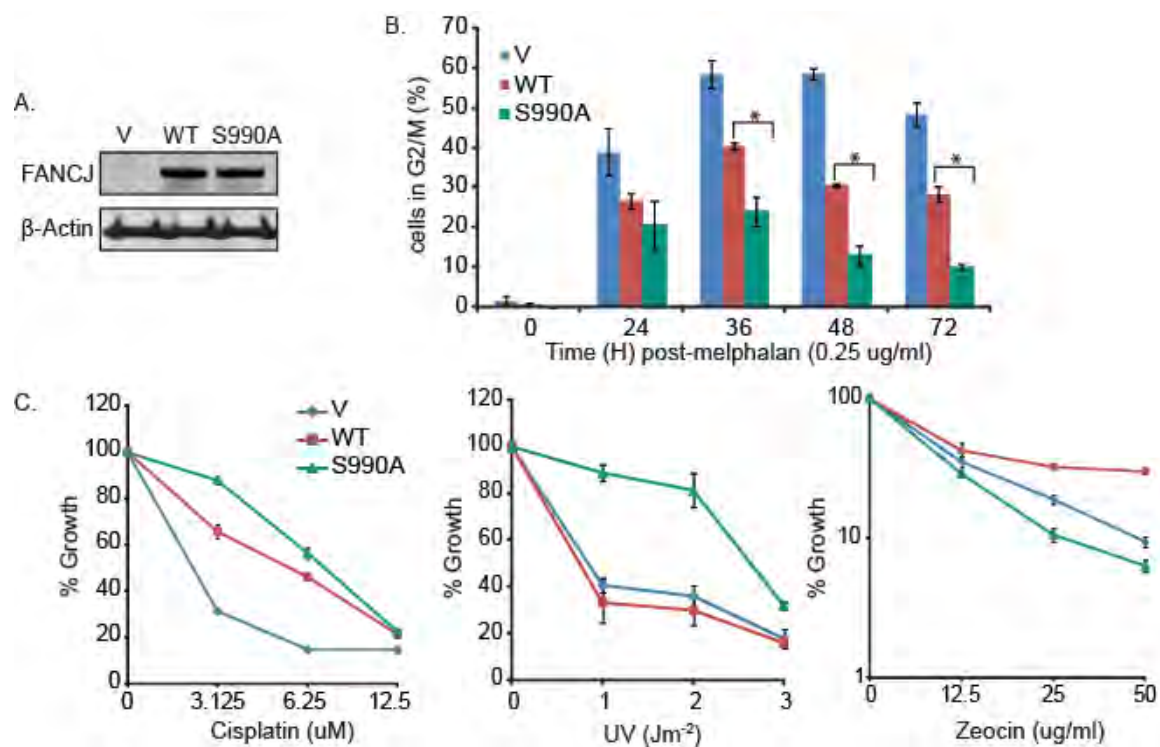 A.
V WT S990A
FANCJ
β-Actin
B.
cells in G2/M (%)
70
60
50
40
30
20
10
0
V
WT
S990A
* * *
0 24 36 48 72
Time (H) post-melphalan (0.25 ug/ml)
C.
% Growth
120
100
80
60
40
20
0
V
WT
S990A
0 3.125 6.25 12.5
Cisplatin (uM)
% Growth
120
100
80
60
40
20
0
0 1 2 3
UV (Jm-2)
% Growth
100
10
1
0 12.5 25 50
Zeocin (ug/ml)